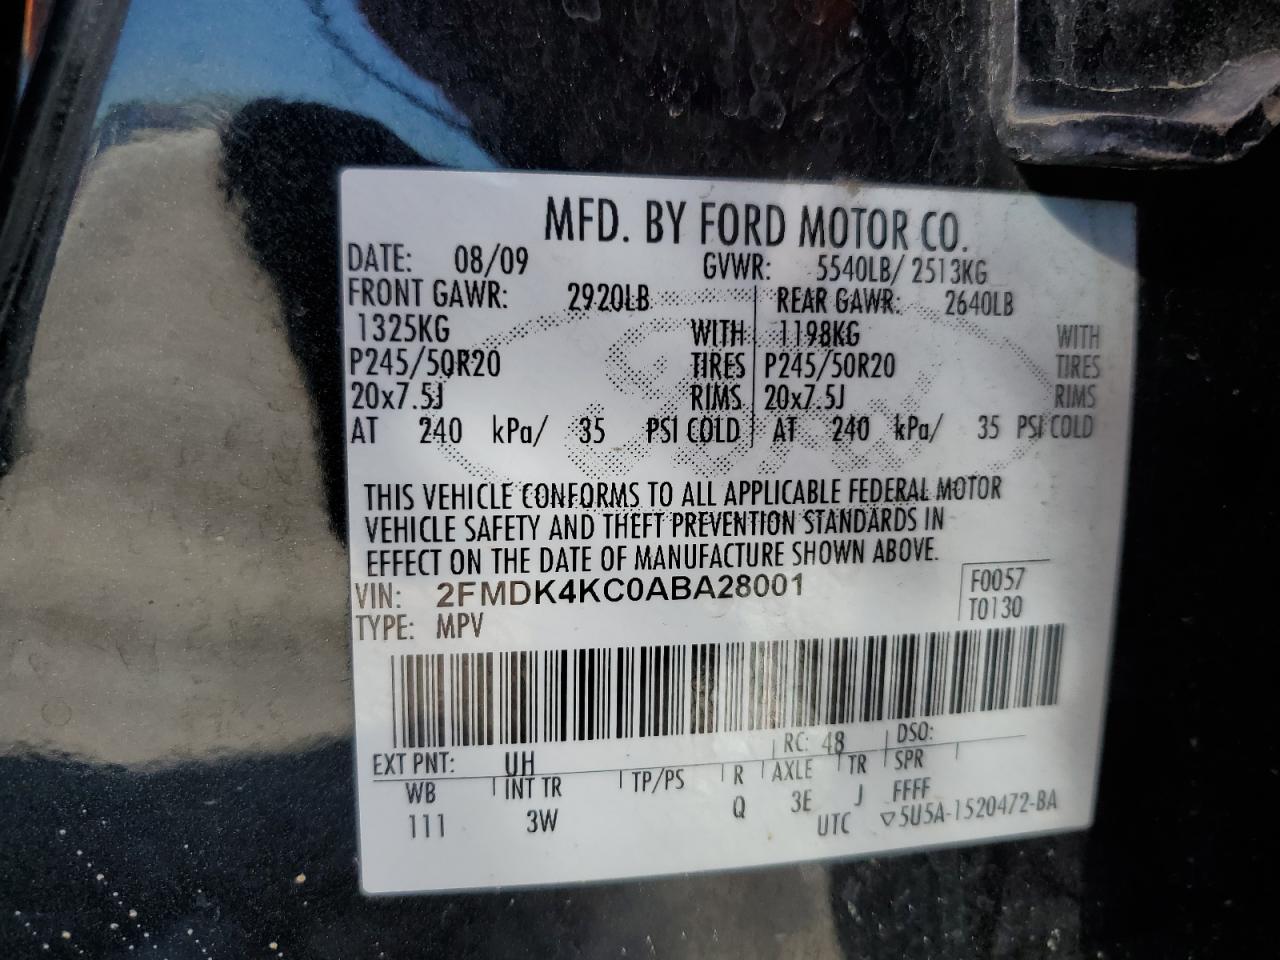 MFD. BY FORD MOTOR CO.
DATE: 08/09 GVWR: 5540LB/ 2513KG
FRONT GAWR: 2920LB REAR GAWR: 2640LB
1325KG WITH 1198KG WITH
P245/50R20 TIRES P245/50R20 TIRES
20x7.5J RIMS 20x7.5J RIMS
AT 240 kPa/ 35 PSI COLD AT 240 kPa/ 35 PSI COLD
THIS VEHICLE CONFORMS TO ALL APPLICABLE FEDERAL MOTOR
VEHICLE SAFETY AND THEFT PREVENTION STANDARDS IN
EFFECT ON THE DATE OF MANUFACTURE SHOWN ABOVE.
VIN: 2FMDK4KC0ABA28001 F0057
TYPE: MPV T0130
EXT PNT: UH RC: 48 DSO:
WB INT TR TP/PS R AXLE TR SPR
111 3W Q 3E J FFFF
UTC ▽5U5A-1520472-BA